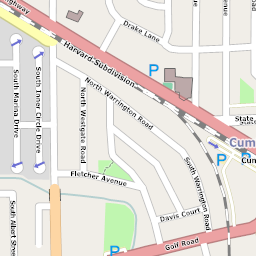 Highway
Drake Lane
Harvard Subdivision
P
South Marina Drive
South Inner Circle Drive
North Westgate Road
North Warrington Road
State
Cum
P
P
Cum
Fletcher Avenue
South Warrington Road
South Albert Street
Davis Court
P
Golf Road